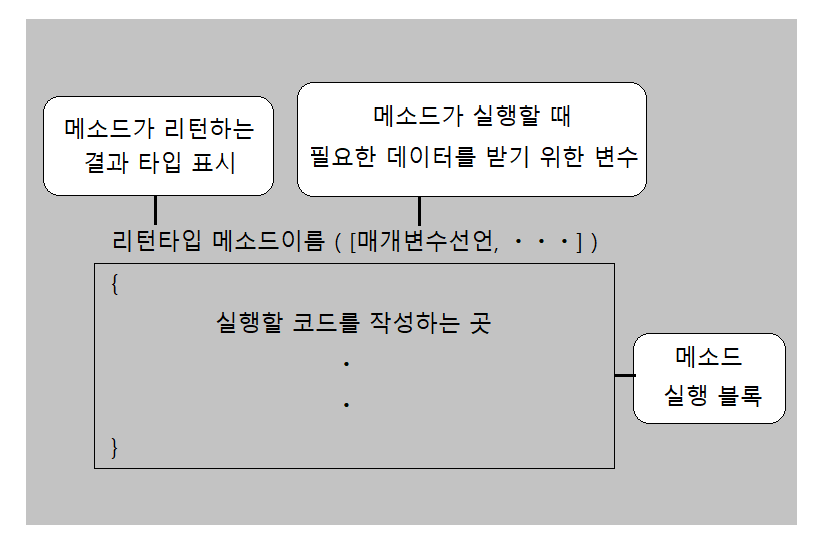 메소드가 리턴하는
결과 타입 표시
메소드가 실행할 때
필요한 데이터를 받기 위한 변수
리턴타입 메소드이름 ( [매개변수선언, ・・・] )
{
실행할 코드를 작성하는 곳
・
・
}
메소드
실행 블록